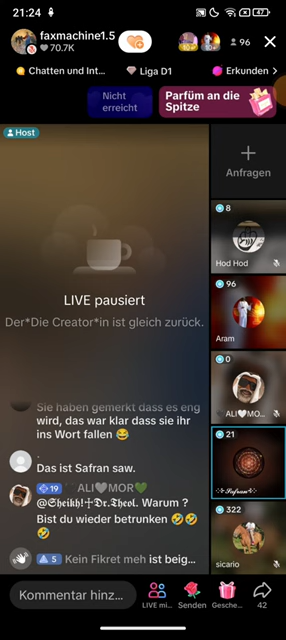 21:24
47
faxmachine1.5
70.7K
96
Chatten und Int...
Liga D1
Erkunden >
Nicht
erreicht
Parfüm an die
Spitze
Host
Anfragen
LIVE pausiert
Der*Die Creator*in ist gleich zurück.
8
Hod Hod
96
Aram
0
ALI🤍MO...
21
Safran
322
sicario
Sie haben gemerkt dass es eng
wird, das war klar dass sie ihr
ins Wort fallen 😂
.
Das ist Safran saw.
19 ALI🤍MOR💚
@𝕾𝖍𝖊𝖎𝖐𝖍!☩𝕯𝖗.𝕿𝖍𝖊𝖔𝖑. Warum ?
Bist du wieder betrunken 🤣🤣
🤣
5 Kein Fikret meh ist beig...
Kommentar hinz...
LIVE mi...
Senden
Gesche...
42